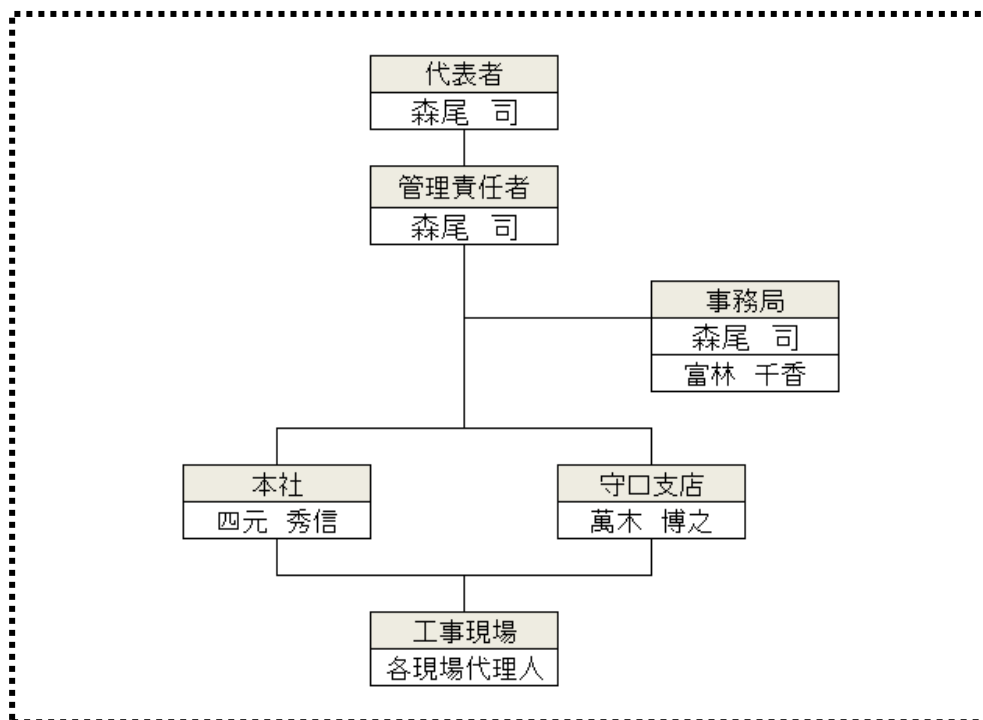 代表者
森尾 司
管理責任者
森尾 司
事務局
森尾 司
富林 千香
本社
四元 秀信
守口支店
萬木 博之
工事現場
各現場代理人